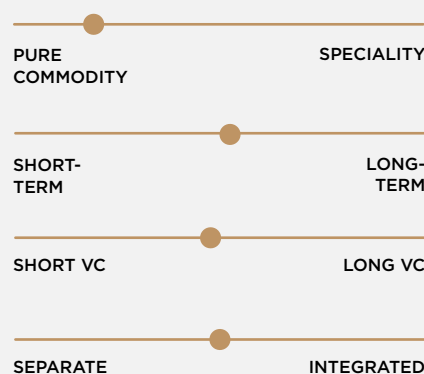 PURE
COMMODITY
SPECIALITY
SHORT-
TERM
LONG-
TERM
SHORT VC
LONG VC
SEPARATE
INTEGRATED